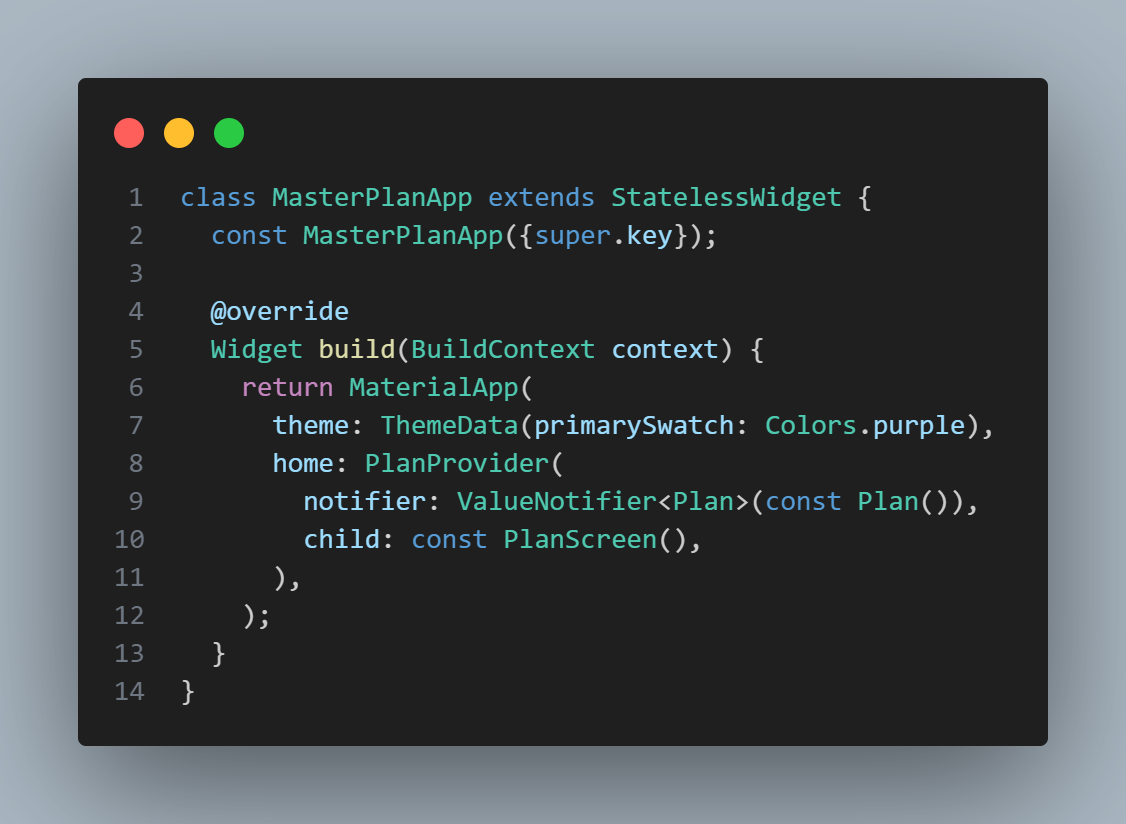 1 class MasterPlanApp extends StatelessWidget {
2   const MasterPlanApp({super.key});
3
4   @override
5   Widget build(BuildContext context) {
6     return MaterialApp(
7       theme: ThemeData(primarySwatch: Colors.purple),
8       home: PlanProvider(
9         notifier: ValueNotifier<Plan>(const Plan()),
10         child: const PlanScreen(),
11       ),
12     );
13   }
14 }